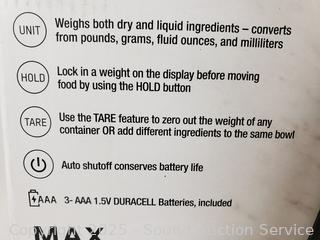 UNIT
Weighs both dry and liquid ingredients – converts
from pounds, grams, fluid ounces, and milliliters
HOLD
Lock in a weight on the display before moving
food by using the HOLD button
TARE
Use the TARE feature to zero out the weight of any
container OR add different ingredients to the same bowl
Auto shutoff conserves battery life
AAA 3- AAA 1.5V DURACELL Batteries, included
MAX